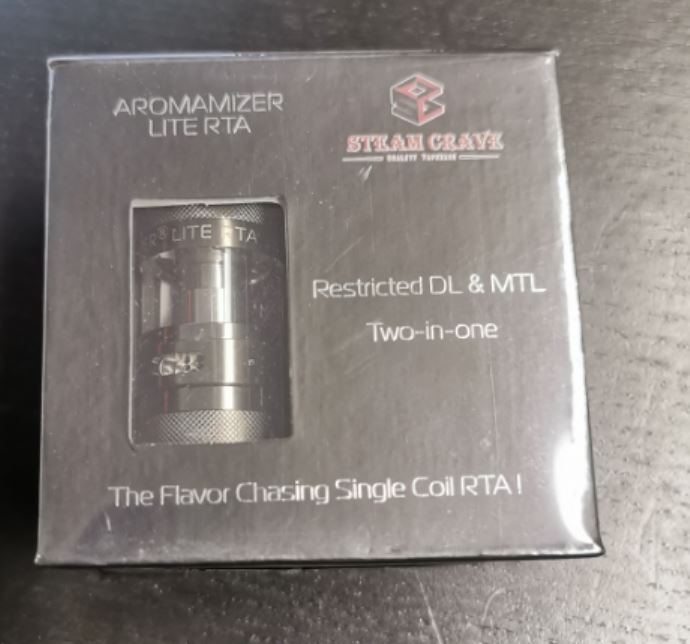 AROMAMIZER
LITE RTA
STEAM CRAVE
R® LITE RTA
Restricted DL & MTL
Two-in-one
The Flavor Chasing Single Coil RTA!